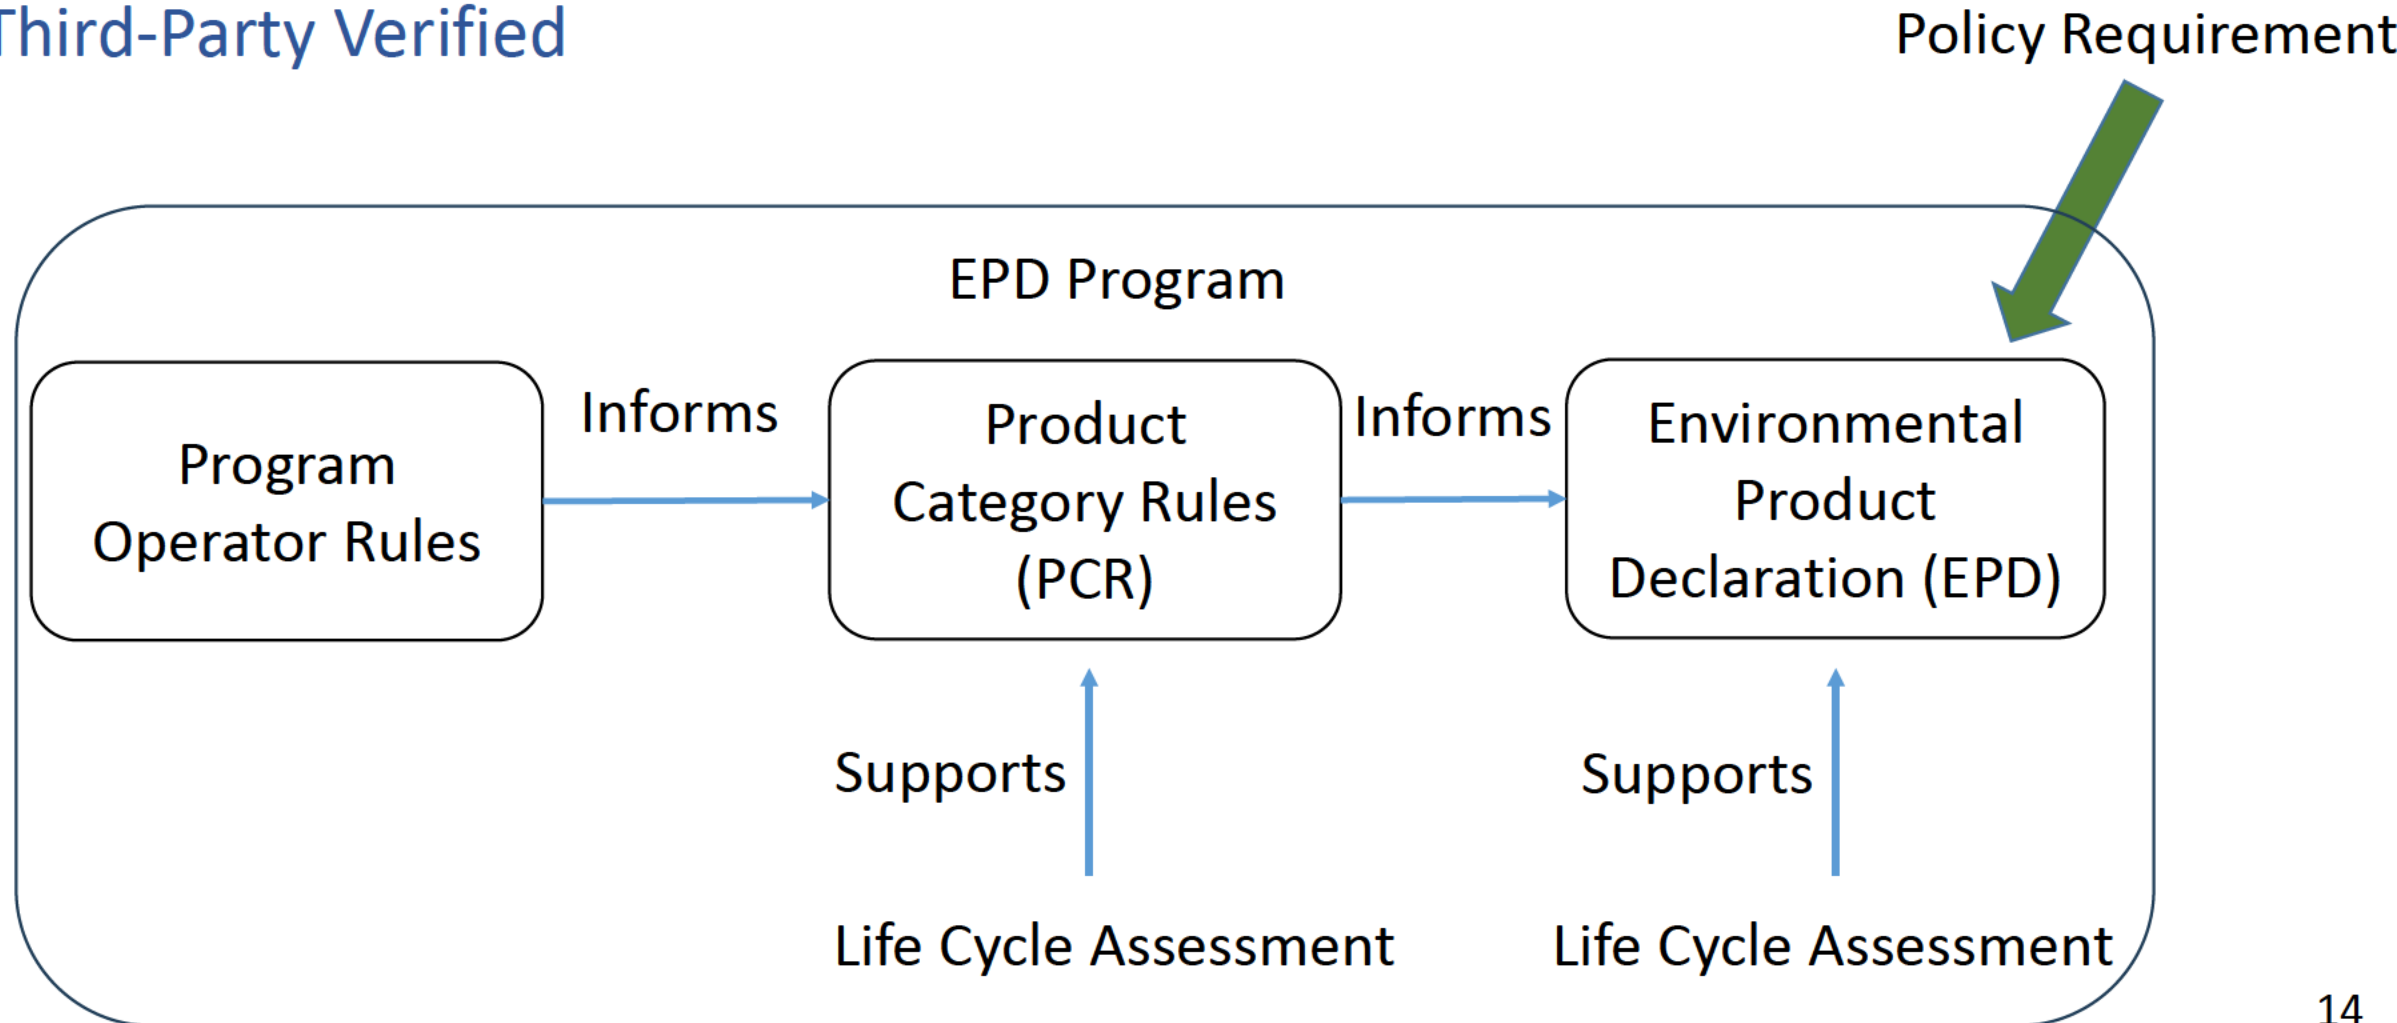 Third-Party Verified
Policy Requirement
EPD Program
Program
Operator Rules
Informs
Product
Category Rules
(PCR)
Informs
Environmental
Product
Declaration (EPD)
Supports
Supports
Life Cycle Assessment
Life Cycle Assessment
14